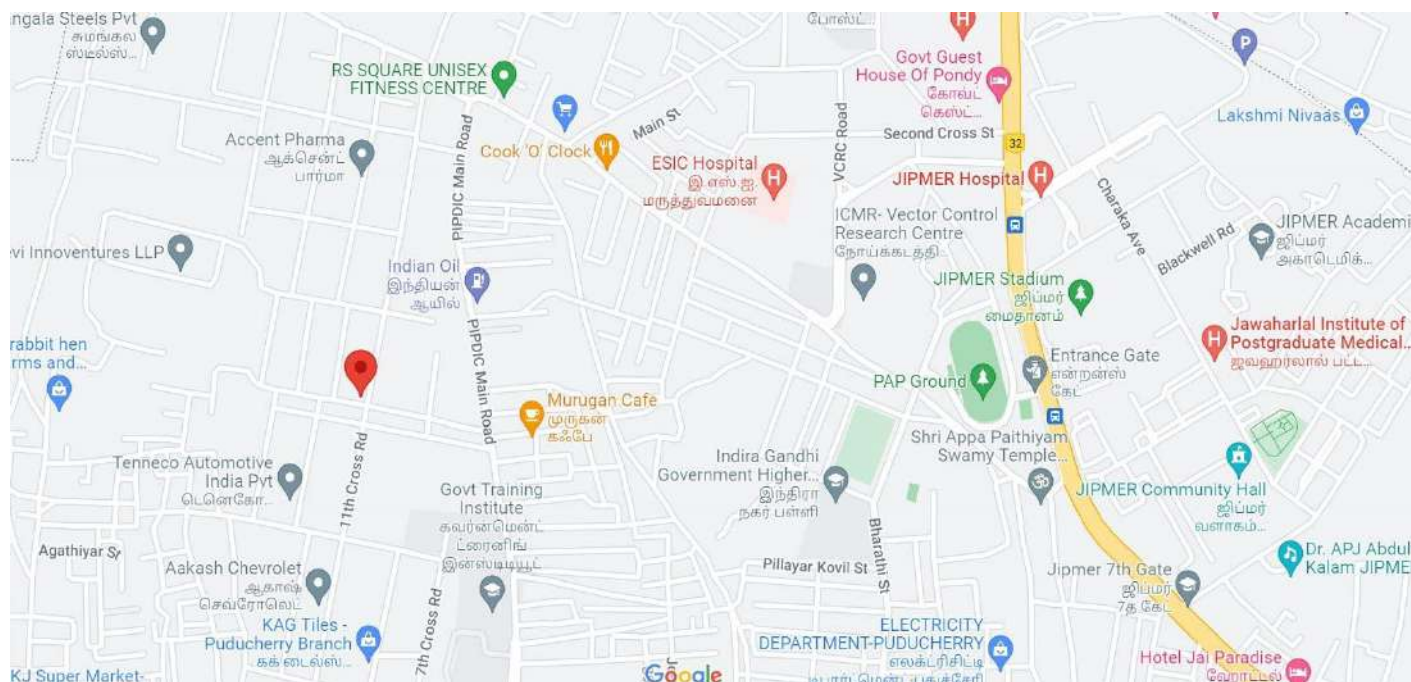 ngala Steels Pvt
சுமங்கல
ஸ்டீல்ஸ்...
RS SQUARE UNISEX
FITNESS CENTRE
Accent Pharma
ஆக்சென்ட்
பார்மா
PIPDIC Main Road
Cook 'O' Clock
Main St
ESIC Hospital
இ.எஸ்.ஐ.
மருத்துவமனை
போஸ்ட்...
VCRC Road
Govt Guest
House Of Pondy
கோவ்ட்
கெஸ்ட்...
Second Cross St
32
P
Lakshmi Nivaas
JIPMER Hospital
Charaka Ave
Blackwell Rd
JIPMER Academi
ஜிப்மர்
அகாடெமிக்...
ICMR- Vector Control
Research Centre
நோய்க்கடத்தி...
evi Innoventures LLP
Indian Oil
இந்தியன்
ஆயில்
PIPDIC Main Road
JIPMER Stadium
ஜிப்மர்
மைதானம்
Jawaharlal Institute of
Postgraduate Medical...
ஜவஹர்லால் பட்ட...
rabbit hen
rms and...
Entrance Gate
என்றன்ஸ்
கேட்
PAP Ground
Murugan Cafe
முருகன்
கஃபே
Shri Appa Paithiyam
Swamy Temple...
Indira Gandhi
Government Higher...
இந்திரா
நகர் பள்ளி
Tenneco Automotive
India Pvt
டென்னெகோ...
11th Cross Rd
Govt Training
Institute
கவர்னமென்ட்
ட்ரைனிங்
இன்ஸ்டிடியூட்
JIPMER Community Hall
ஜிப்மர்
வளாகம்...
Bharathi St
Agathiyar St
Aakash Chevrolet
ஆகாஷ்
செவ்ரோலெட்
Pillayar Kovil St
Jipmer 7th Gate
ஜிப்மர்
7த் கேட்
Dr. APJ Abdul
Kalam JIPME
KAG Tiles -
Puducherry Branch
கக் டைல்ஸ்...
7th Cross Rd
ELECTRICITY
DEPARTMENT-PUDUCHERRY
எலக்ட்ரிசிட்டி
Hotel Jai Paradise
ஹோட்டல்
KJ Super Market-
Google